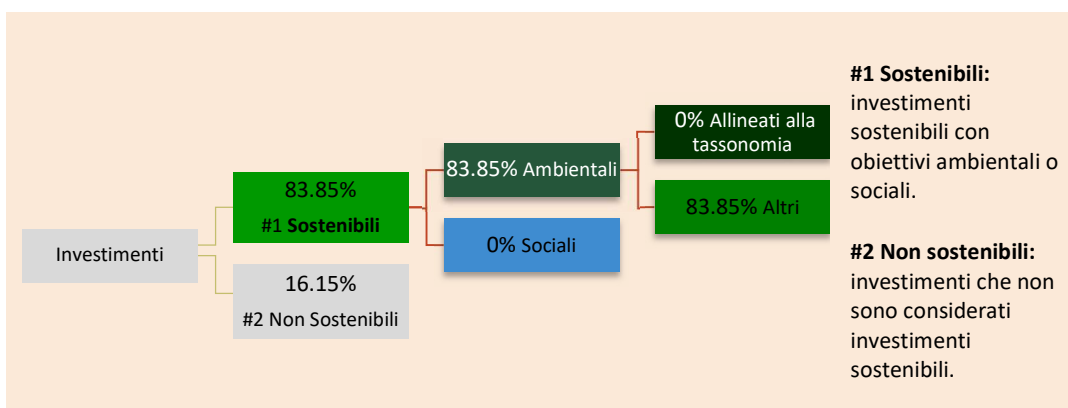 Investimenti
83.85%
#1 Sostenibili
16.15%
#2 Non Sostenibili
83.85% Ambientali
0% Sociali
0% Allineati alla
tassonomia
83.85% Altri
#1 Sostenibili:
investimenti
sostenibili con
obiettivi ambientali o
sociali.
#2 Non sostenibili:
investimenti che non
sono considerati
investimenti
sostenibili.